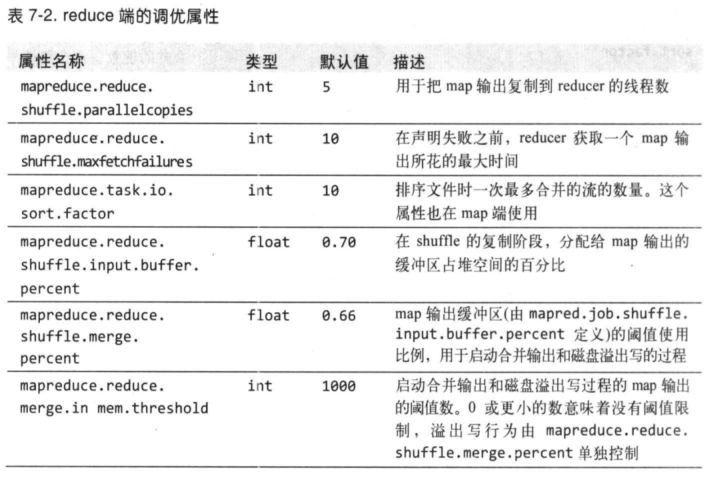 表 7-2. reduce 端的调优属性
属性名称 类型 默认值 描述
mapreduce.reduce. int 5 用于把 map 输出复制到 reducer 的线程数
shuffle.parallelcopies
mapreduce.reduce. int 10 在声明失败之前，reducer 获取一个 map 输
shuffle.maxfetchfailures 出所花的最大时间
mapreduce.task.io. int 10 排序文件时一次最多合并的流的数量。这个
sort.factor 属性也在 map 端使用
mapreduce.reduce. float 0.70 在 shuffle 的复制阶段，分配给 map 输出的
shuffle.input.buffer. 缓冲区占堆空间的百分比
percent
mapreduce.reduce. float 0.66 map 输出缓冲区(由 mapred.job.shuffle.
shuffle.merge. input.buffer.percent 定义)的阈值使用
percent 比例，用于启动合并输出和磁盘溢出写的过程
mapreduce.reduce. int 1000 启动合并输出和磁盘溢出写过程的 map 输出
merge.in mem.threshold 的阈值数。0 或更小的数意味着没有阈值限
制，溢出写行为由 mapreduce.reduce.
shuffle.merge.percent 单独控制